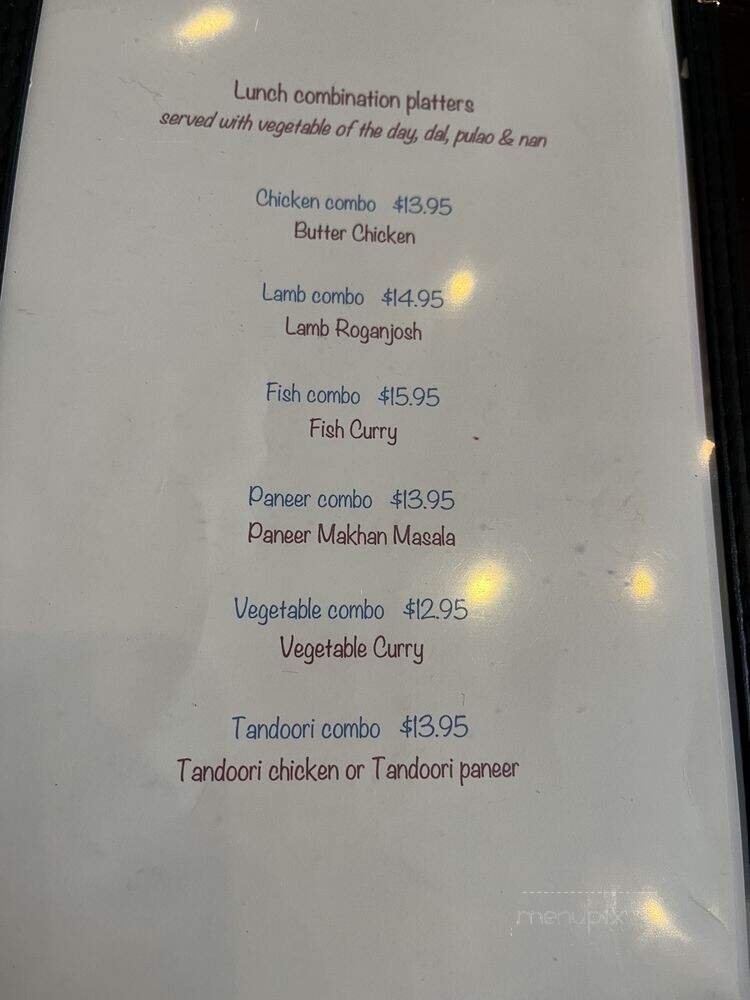 Lunch combination platters
served with vegetable of the day, dal, pulao & nan
Chicken combo $13.95
Butter Chicken
Lamb combo $14.95
Lamb Roganjosh
Fish combo $15.95
Fish Curry
Paneer combo $13.95
Paneer Makhan Masala
Vegetable combo $12.95
Vegetable Curry
Tandoori combo $13.95
Tandoori chicken or Tandoori paneer
menupix